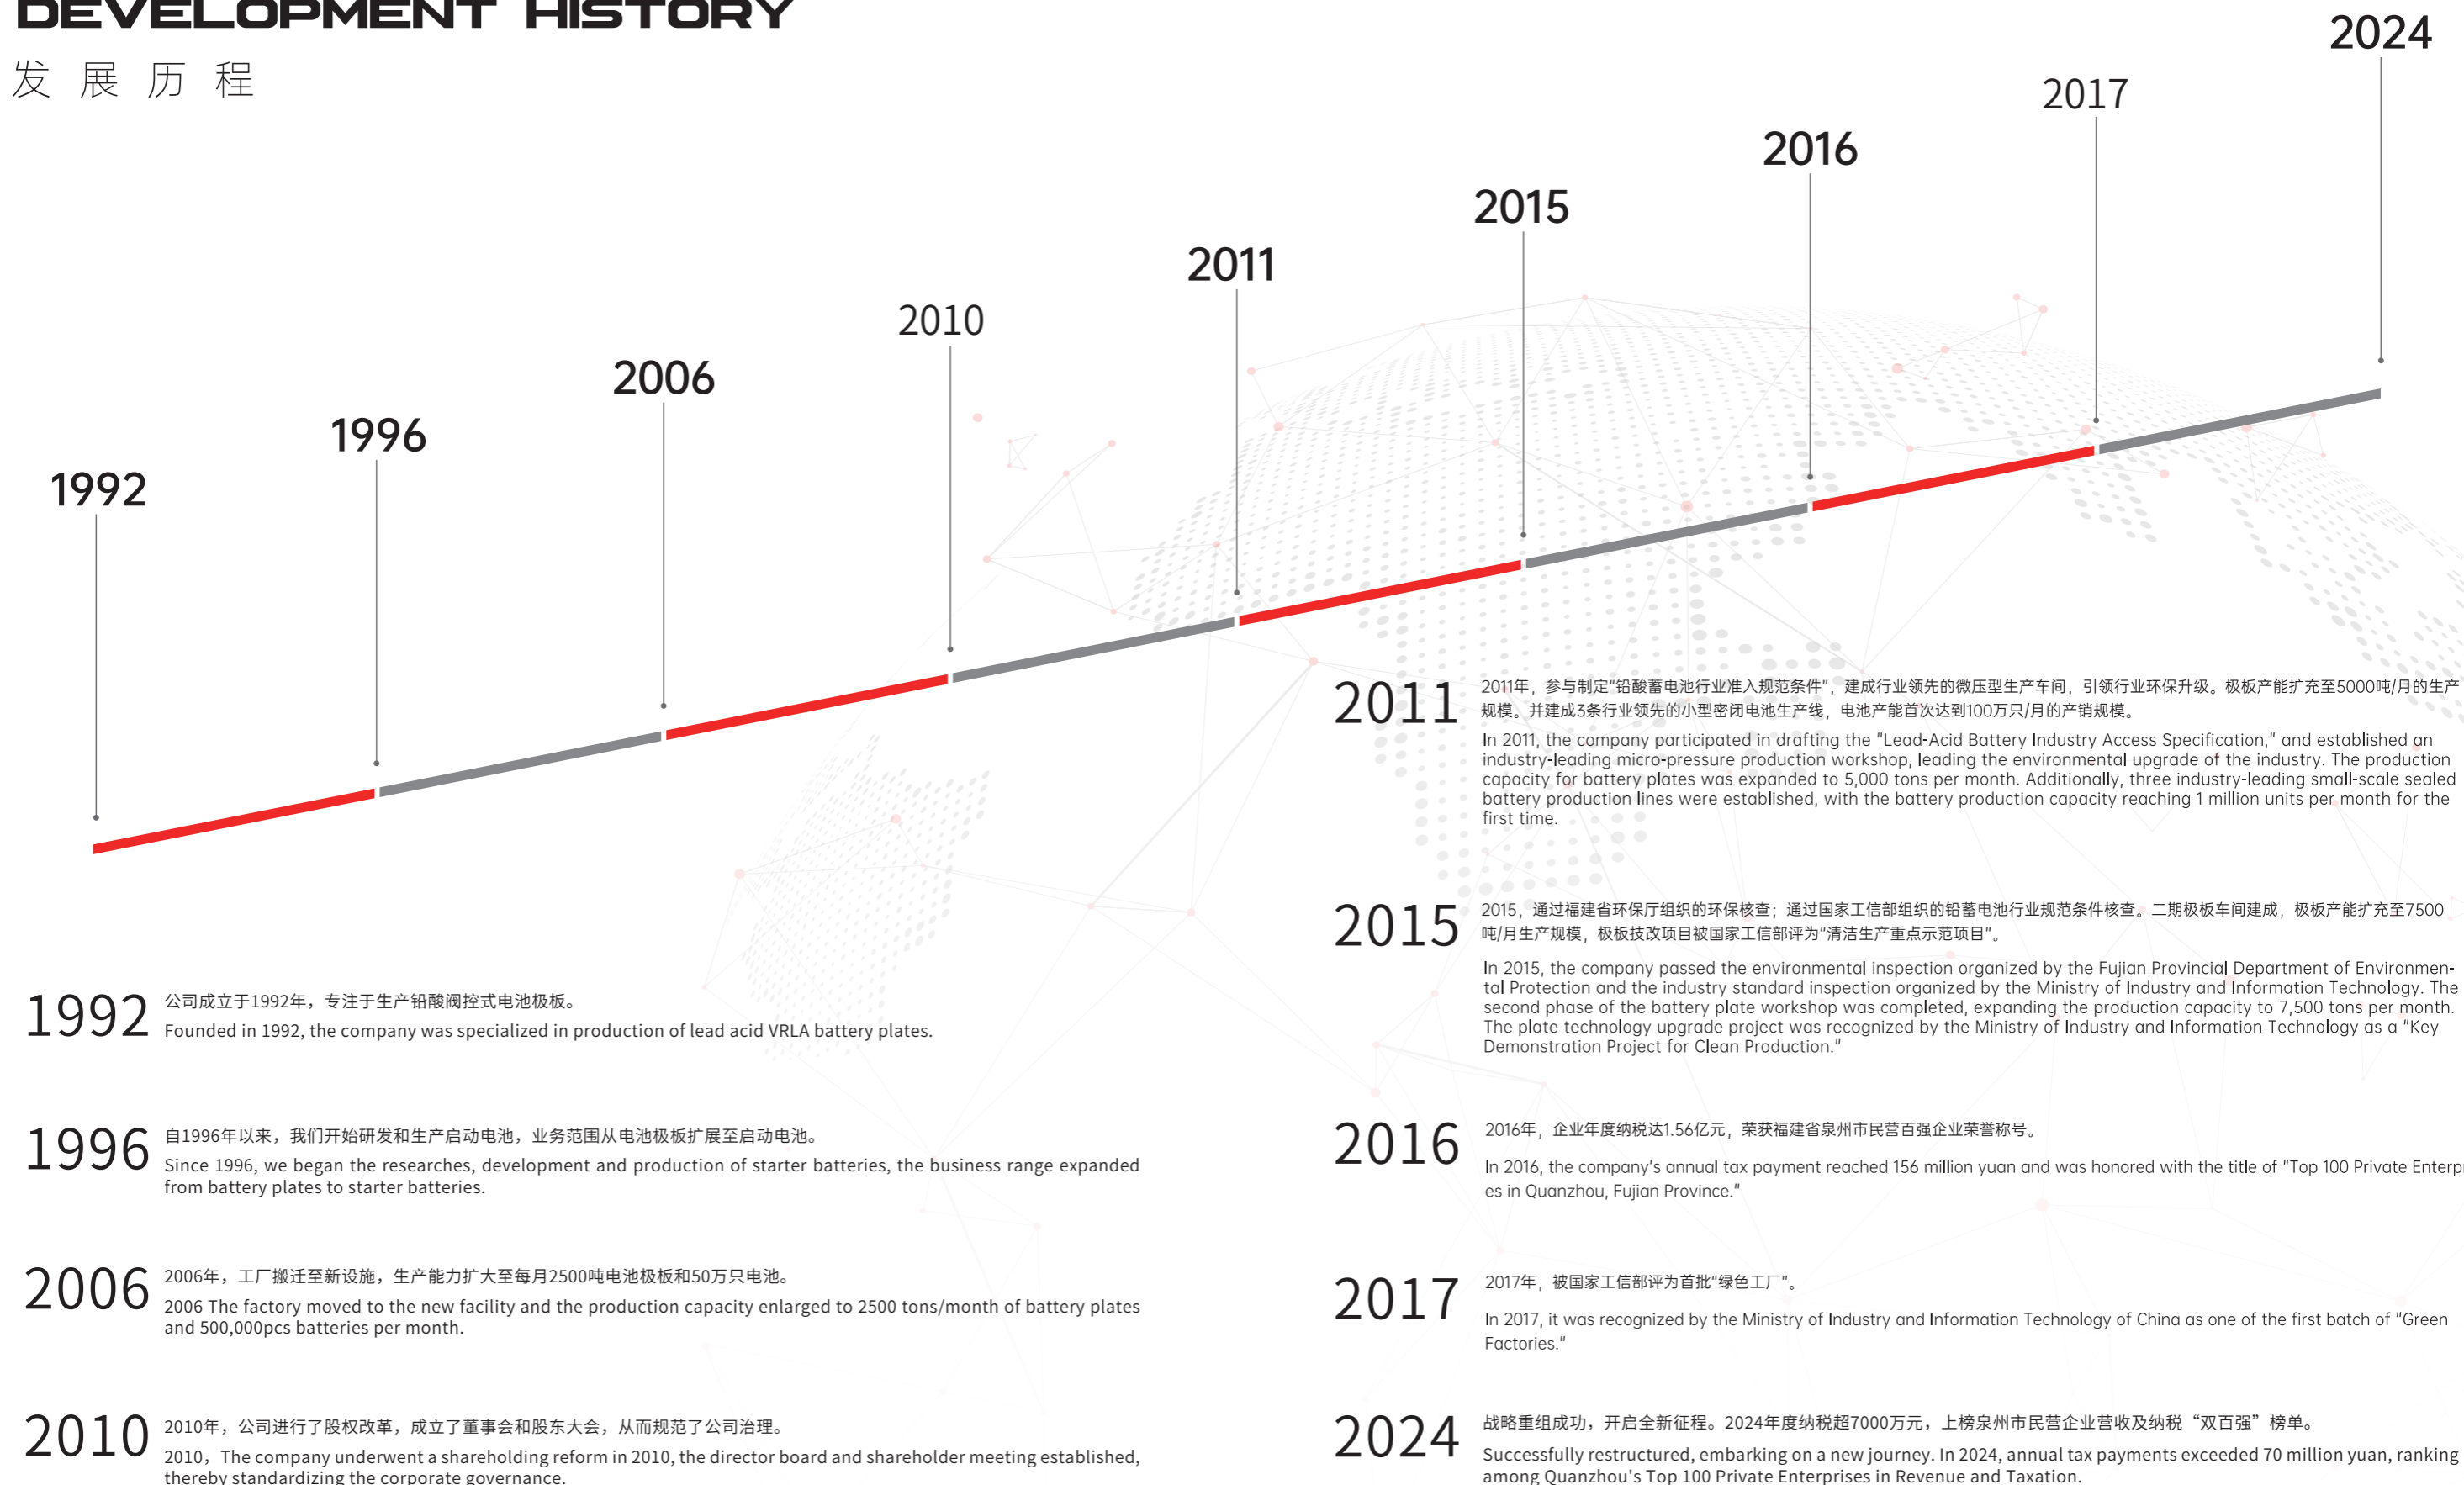 DEVELOPMENT HISTORY
发展历程
1992
1996
2006
2010
2011
2015
2016
2017
2024
1992
公司成立于1992年，专注于生产铅酸阀控式电池极板。
Founded in 1992, the company was specialized in production of lead acid VRLA battery plates.
1996
自1996年以来，我们开始研发和生产启动电池，业务范围从电池极板扩展至启动电池。
Since 1996, we began the researches, development and production of starter batteries, the business range expanded
from battery plates to starter batteries.
2006
2006年，工厂搬迁至新设施，生产能力扩大至每月2500吨电池极板和50万只电池。
2006 The factory moved to the new facility and the production capacity enlarged to 2500 tons/month of battery plates
and 500,000pcs batteries per month.
2010
2010年，公司进行了股权改革，成立了董事会和股东大会，从而规范了公司治理。
2010，The company underwent a shareholding reform in 2010, the director board and shareholder meeting established,
thereby standardizing the corporate governance.
2011
2011年，参与制定"铅酸蓄电池行业准入规范条件"，建成行业领先的微压型生产车间，引领行业环保升级。极板产能扩充至5000吨/月的生产
规模。并建成3条行业领先的小型密闭电池生产线，电池产能首次达到100万只/月的产销规模。
In 2011, the company participated in drafting the "Lead-Acid Battery Industry Access Specification," and established an
industry-leading micro-pressure production workshop, leading the environmental upgrade of the industry. The production
capacity for battery plates was expanded to 5,000 tons per month. Additionally, three industry-leading small-scale sealed
battery production lines were established, with the battery production capacity reaching 1 million units per month for the
first time.
2015
2015，通过福建省环保厅组织的环保核查；通过国家工信部组织的铅蓄电池行业规范条件核查。二期极板车间建成，极板产能扩充至7500
吨/月生产规模，极板技改项目被国家工信部评为"清洁生产重点示范项目"。
In 2015, the company passed the environmental inspection organized by the Fujian Provincial Department of Environmen-
tal Protection and the industry standard inspection organized by the Ministry of Industry and Information Technology. The
second phase of the battery plate workshop was completed, expanding the production capacity to 7,500 tons per month.
The plate technology upgrade project was recognized by the Ministry of Industry and Information Technology as a "Key
Demonstration Project for Clean Production."
2016
2016年，企业年度纳税达1.56亿元，荣获福建省泉州市民营百强企业荣誉称号。
In 2016, the company's annual tax payment reached 156 million yuan and was honored with the title of "Top 100 Private Enterp
es in Quanzhou, Fujian Province."
2017
2017年，被国家工信部评为首批"绿色工厂"。
In 2017, it was recognized by the Ministry of Industry and Information Technology of China as one of the first batch of "Green
Factories."
2024
战略重组成功，开启全新征程。2024年度纳税超7000万元，上榜泉州市民营企业营收及纳税“双百强”榜单。
Successfully restructured, embarking on a new journey. In 2024, annual tax payments exceeded 70 million yuan, ranking
among Quanzhou's Top 100 Private Enterprises in Revenue and Taxation.